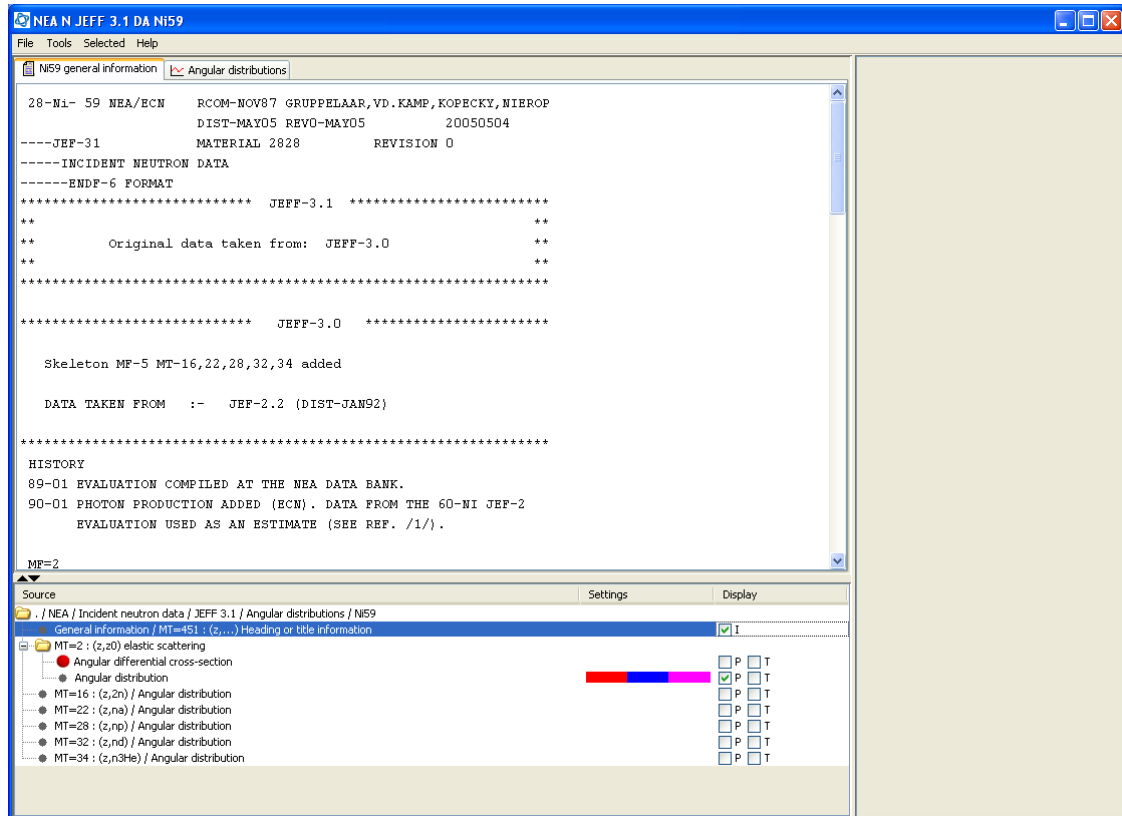 NEA N JEFF 3.1 DA Ni59
File Tools Selected Help
Ni59 general information Angular distributions
28-Ni- 59 NEA/ECN RCOM-NOV87 GRUPPELAAR,VD.KAMP,KOPECKY,NIEROP
DIST-MAY05 REV0-MAY05 20050504
----JEF-31 MATERIAL 2828 REVISION 0
-----INCIDENT NEUTRON DATA
------ENDF-6 FORMAT
***************************** JEFF-3.1 *************************
** **
** Original data taken from: JEFF-3.0 **
** **
******************************************************************
***************************** JEFF-3.0 ***********************
Skeleton MF-5 MT-16,22,28,32,34 added
DATA TAKEN FROM :- JEF-2.2 (DIST-JAN92)
******************************************************************
HISTORY
89-01 EVALUATION COMPILED AT THE NEA DATA BANK.
90-01 PHOTON PRODUCTION ADDED (ECN). DATA FROM THE 60-NI JEF-2
EVALUATION USED AS AN ESTIMATE (SEE REF. /1/).
MF=2
Source Settings Display
. / NEA / Incident neutron data / JEFF 3.1 / Angular distributions / Ni59
General information / MT=451 : (z,...) Heading or title information I
MT=2 : (z,z0) elastic scattering
Angular differential cross-section P T
Angular distribution P T
MT=16 : (z,2n) / Angular distribution P T
MT=22 : (z,na) / Angular distribution P T
MT=28 : (z,np) / Angular distribution P T
MT=32 : (z,nd) / Angular distribution P T
MT=34 : (z,n3He) / Angular distribution P T